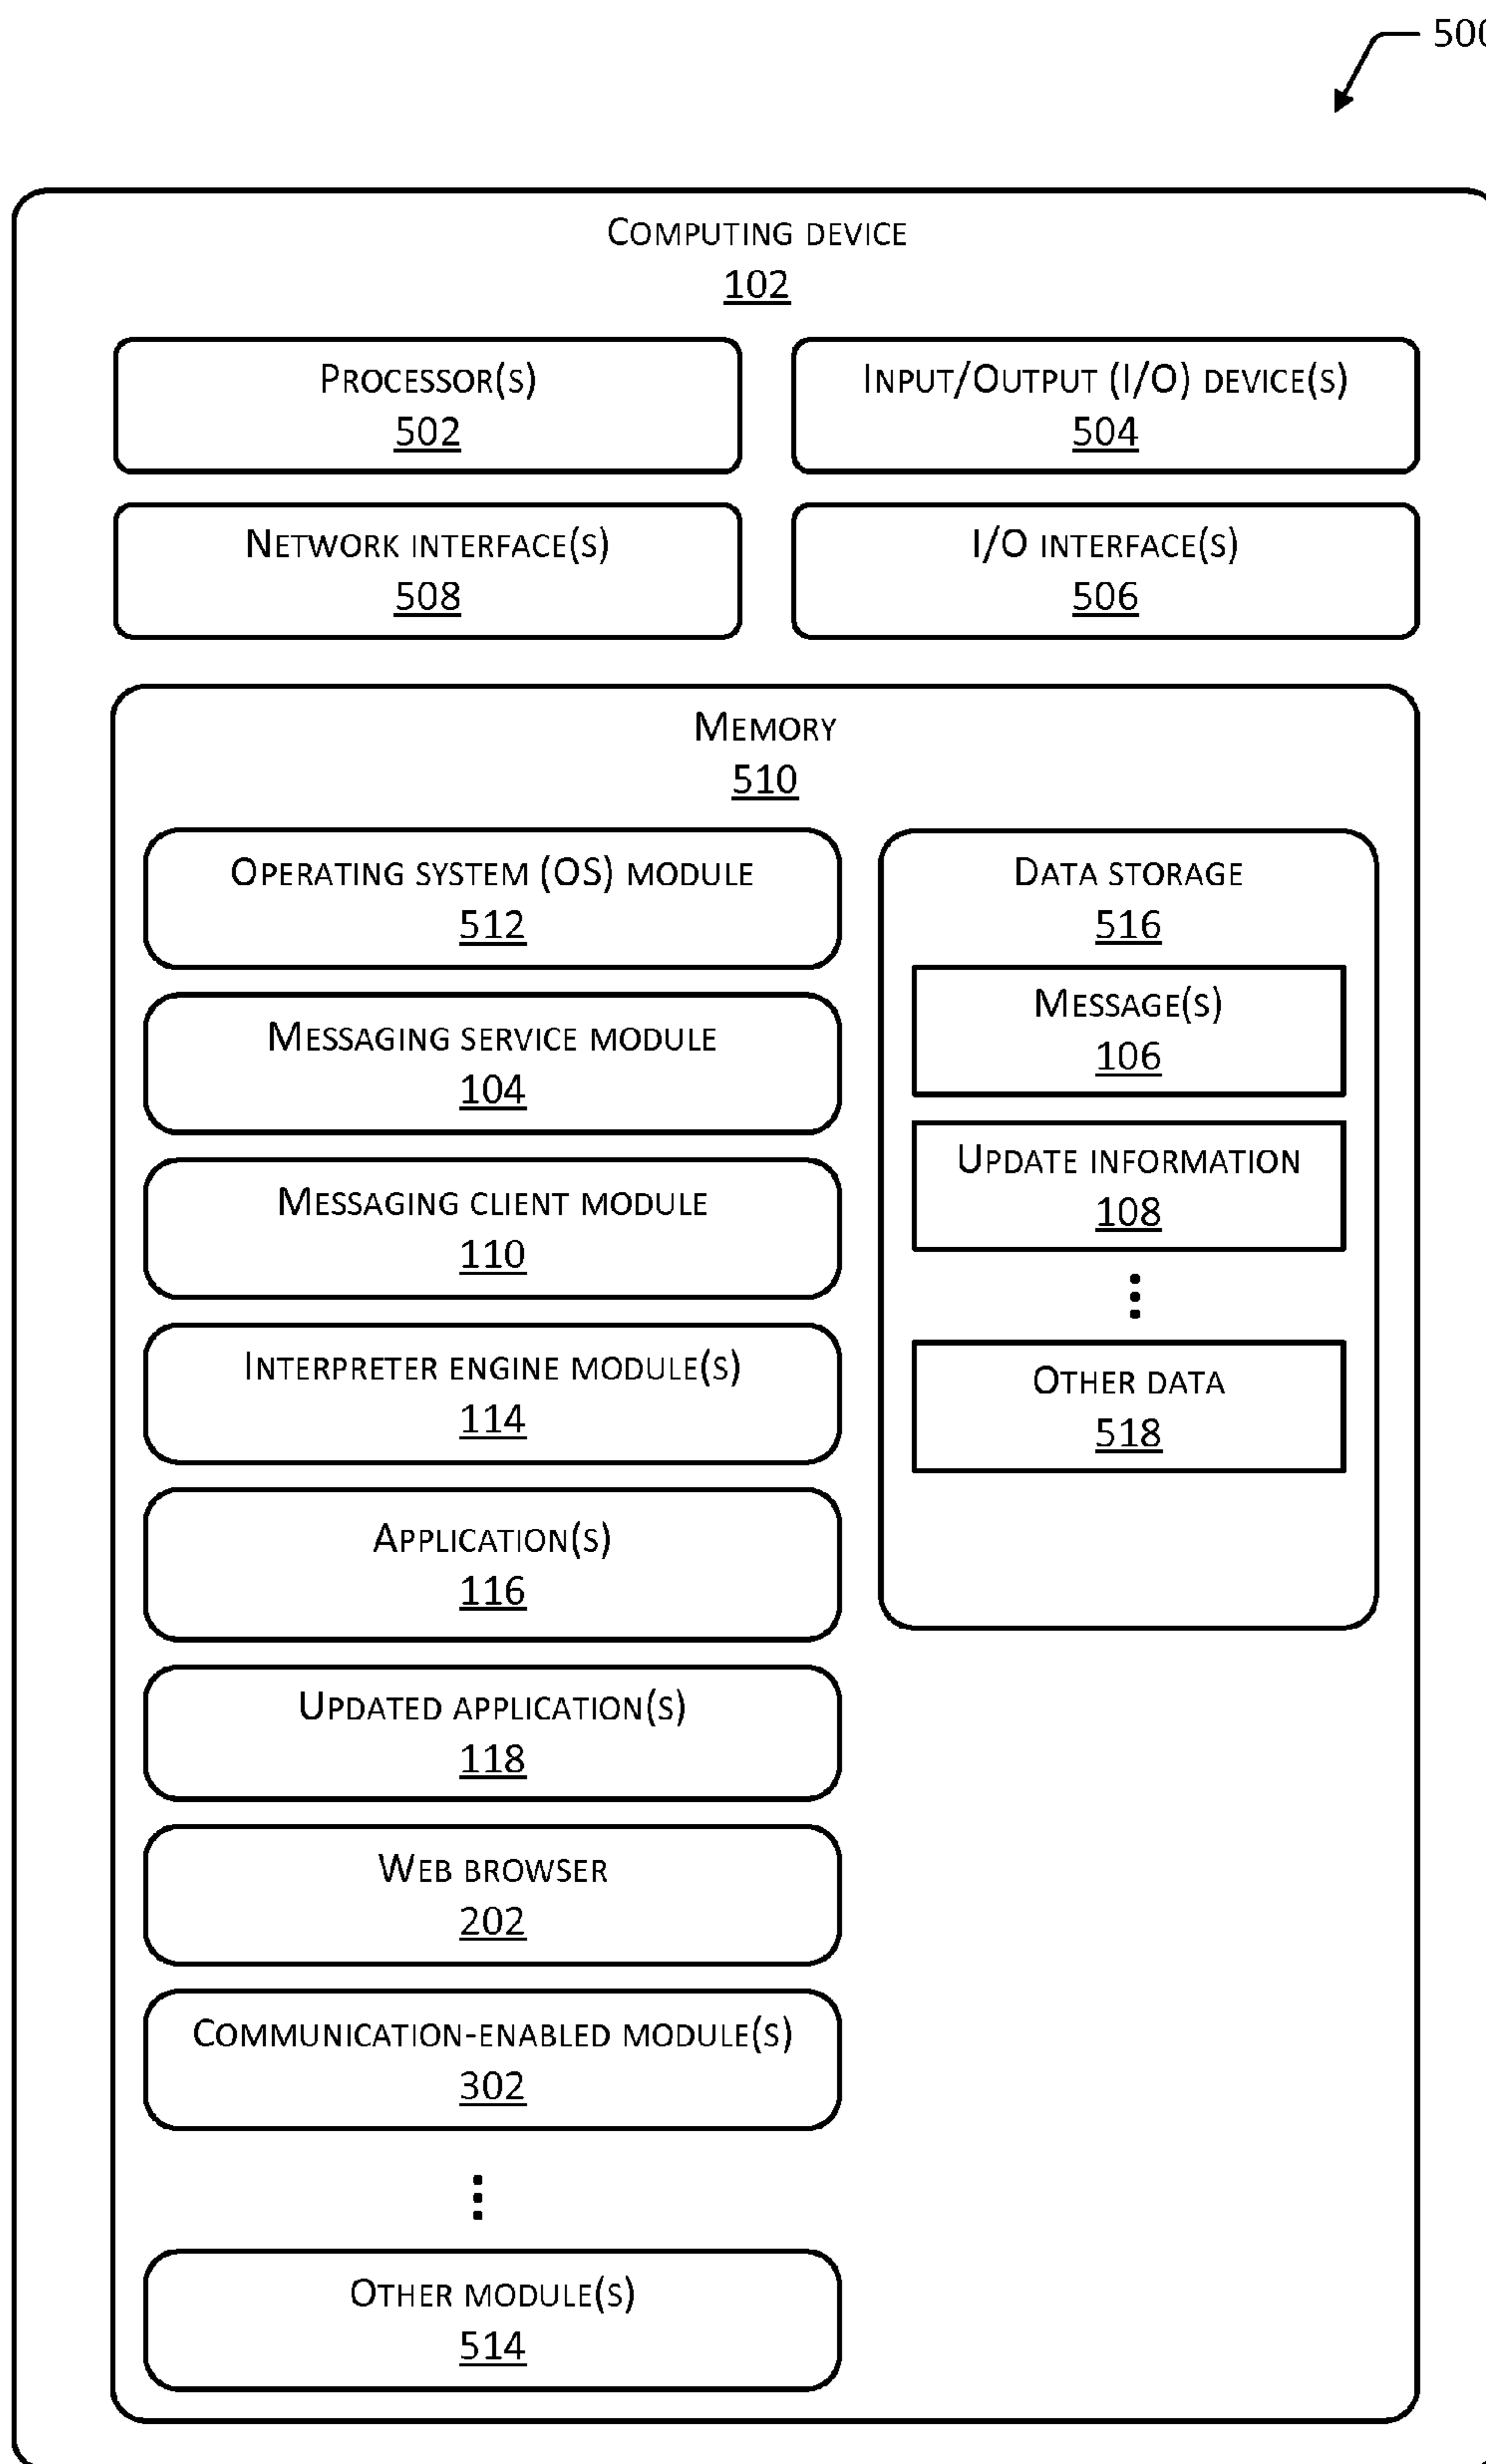 500
COMPUTING DEVICE
102
PROCESSOR(S)
502
INPUT/OUTPUT (I/O) DEVICE(S)
504
NETWORK INTERFACE(S)
508
I/O INTERFACE(S)
506
MEMORY
510
OPERATING SYSTEM (OS) MODULE
512
MESSAGING SERVICE MODULE
104
MESSAGING CLIENT MODULE
110
INTERPRETER ENGINE MODULE(S)
114
APPLICATION(S)
116
UPDATED APPLICATION(S)
118
WEB BROWSER
202
COMMUNICATION-ENABLED MODULE(S)
302
OTHER MODULE(S)
514
DATA STORAGE
516
MESSAGE(S)
106
UPDATE INFORMATION
108
OTHER DATA
518